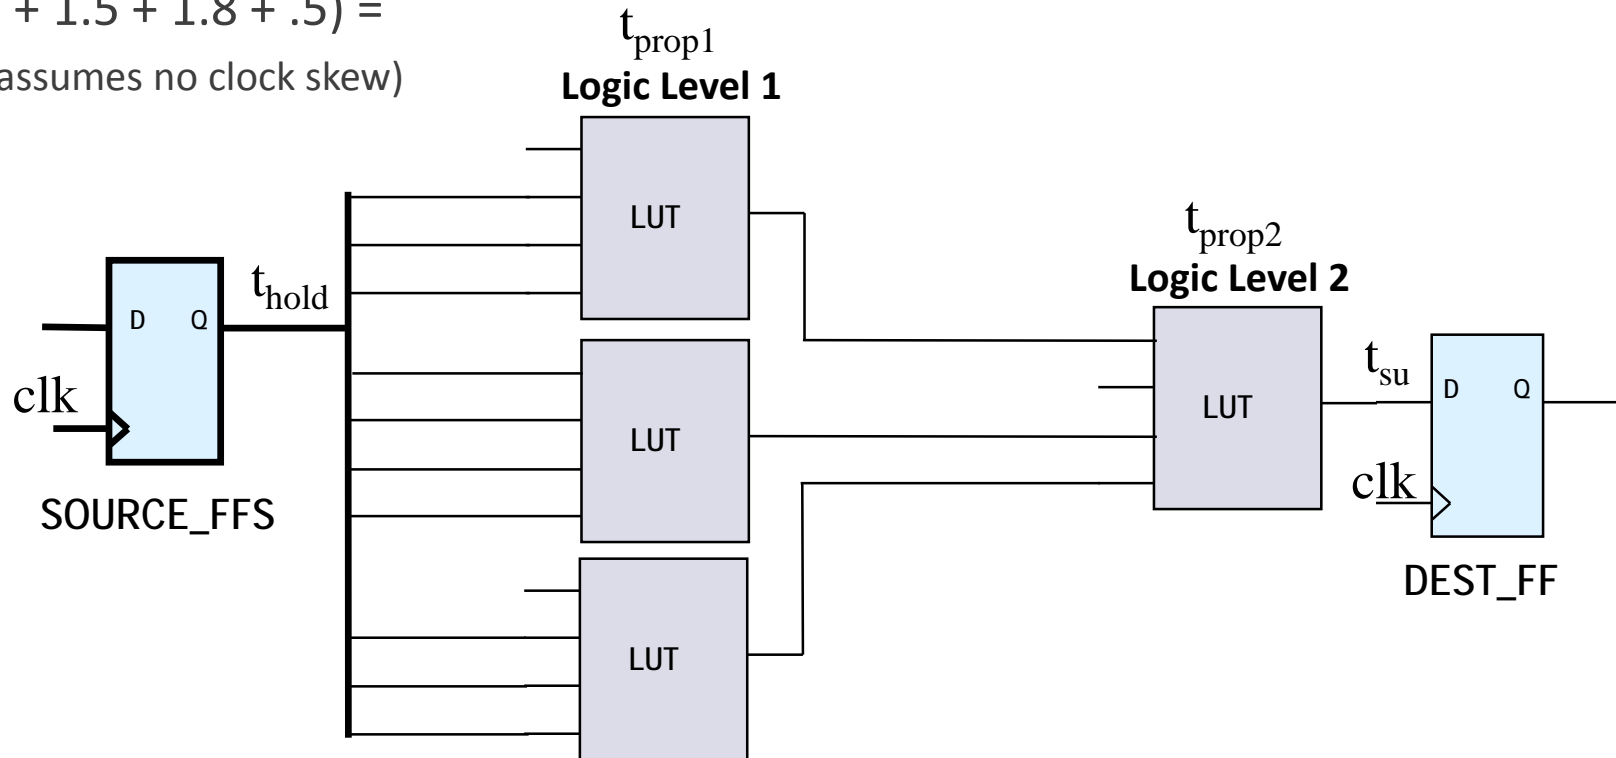 + 1.5 + 1.8 + .5) =
assumes no clock skew)
tprop1
Logic Level 1
LUT
tprop2
Logic Level 2
thold
D Q
clk
SOURCE_FFS
LUT
LUT
tsu
D Q
clk
DEST_FF
LUT